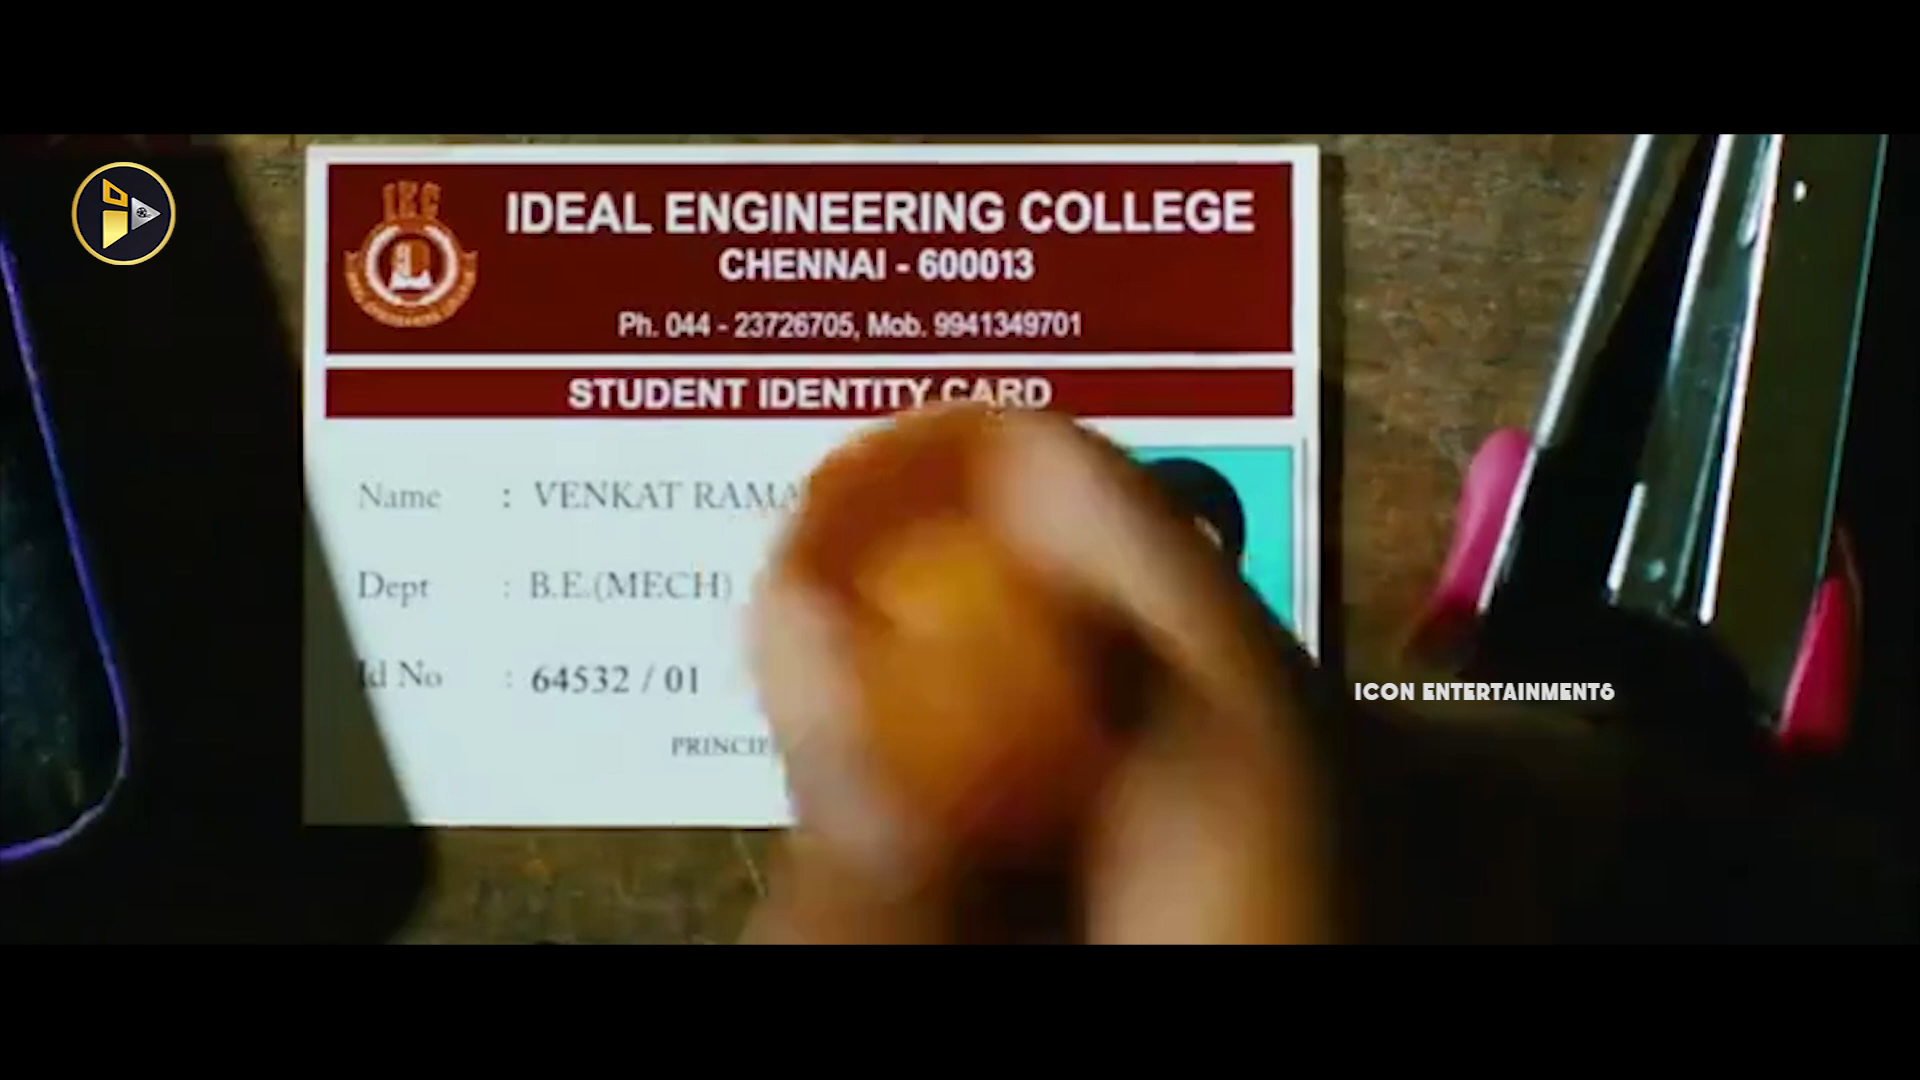 IDEAL ENGINEERING COLLEGE
CHENNAI - 600013
Ph. 044 - 23726705, Mob. 9941349701
STUDENT IDENTITY CARD
Name : VENKAT RAMA
Dept : B.E.(MECH)
Id No : 64532 / 01
ICON ENTERTAINMENTS